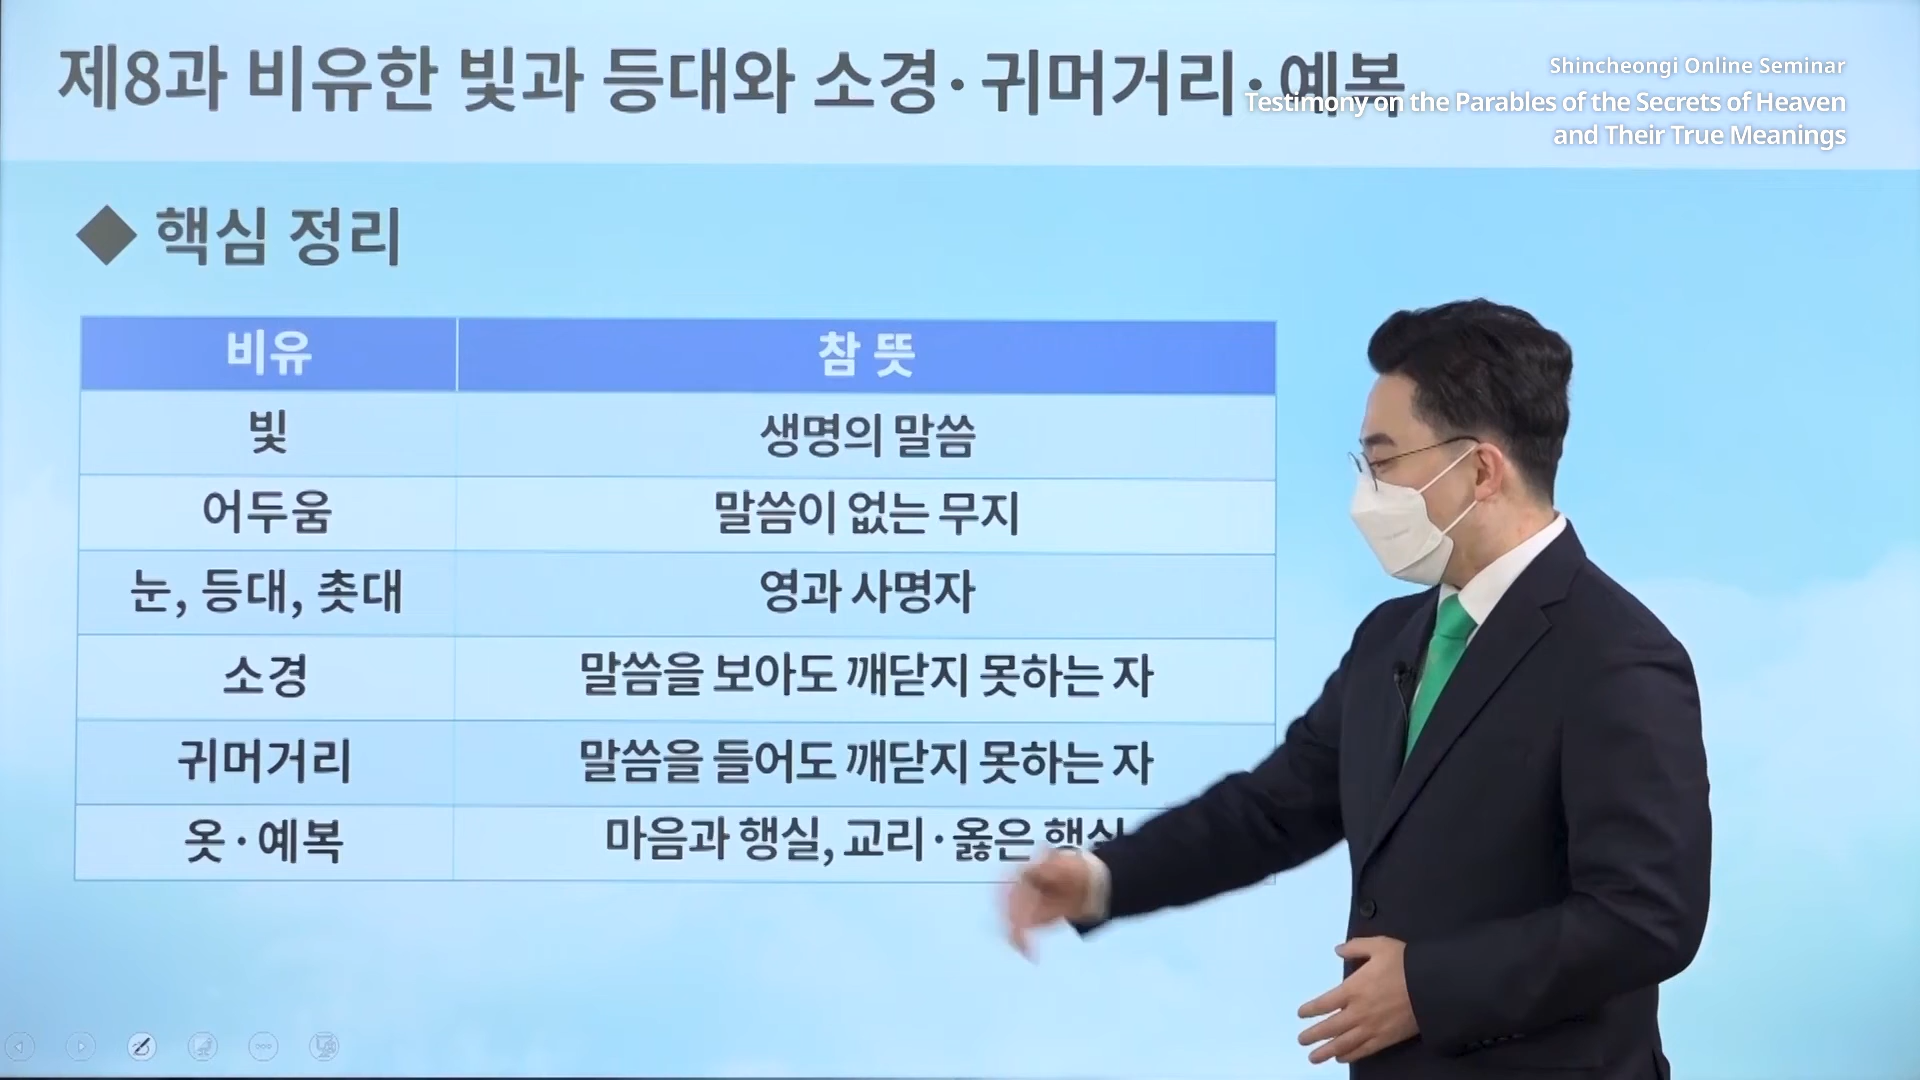 제8과 비유한 빛과 등대와 소경·귀머거리·예복
Shincheongi Online Seminar
Testimony on the Parables of the Secrets of Heaven
and Their True Meanings
◆ 핵심 정리
비유 참 뜻
빛 생명의 말씀
어두움 말씀이 없는 무지
눈, 등대, 촛대 영과 사명자
소경 말씀을 보아도 깨닫지 못하는 자
귀머거리 말씀을 들어도 깨닫지 못하는 자
옷·예복 마음과 행실, 교리·옳은 행실